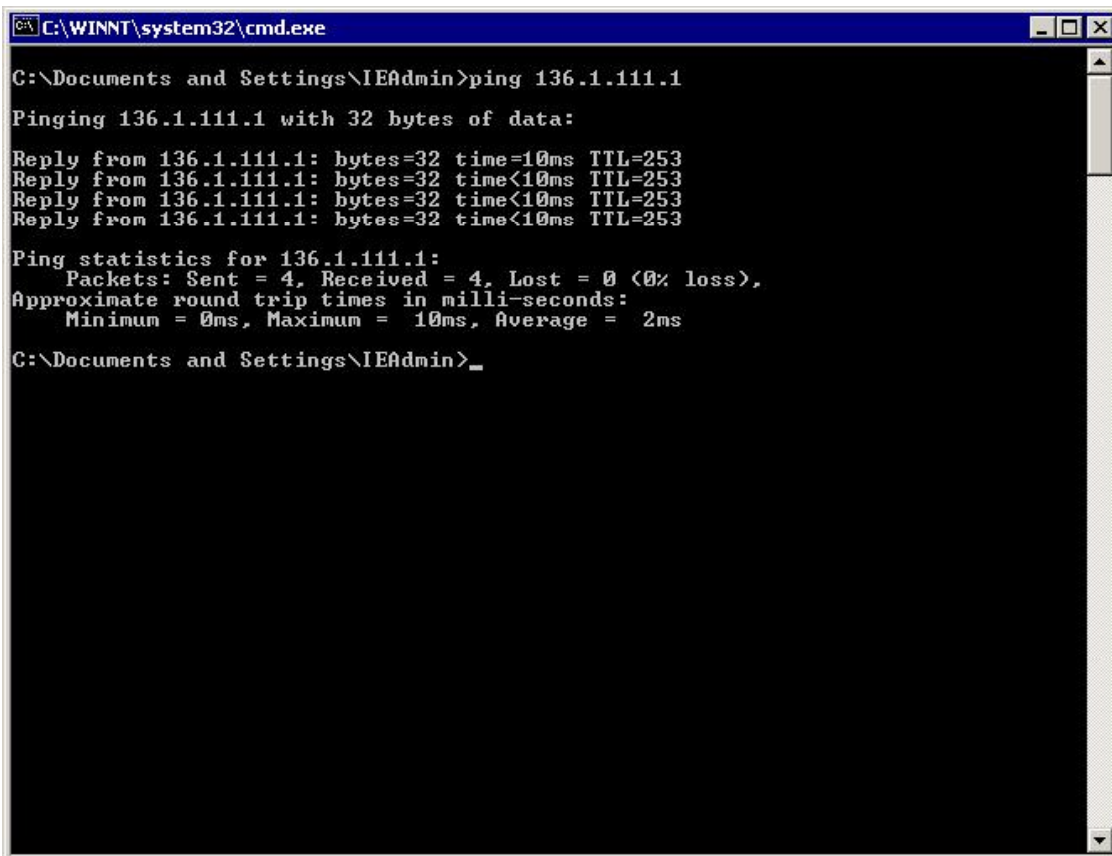 C:\WINNT\system32\cmd.exe
C:\Documents and Settings\IEAdmin>ping 136.1.111.1
Pinging 136.1.111.1 with 32 bytes of data:
Reply from 136.1.111.1: bytes=32 time=10ms TTL=253
Reply from 136.1.111.1: bytes=32 time<10ms TTL=253
Reply from 136.1.111.1: bytes=32 time<10ms TTL=253
Reply from 136.1.111.1: bytes=32 time<10ms TTL=253
Ping statistics for 136.1.111.1:
    Packets: Sent = 4, Received = 4, Lost = 0 (0% loss),
Approximate round trip times in milli-seconds:
    Minimum = 0ms, Maximum =  10ms, Average =  2ms
C:\Documents and Settings\IEAdmin>_